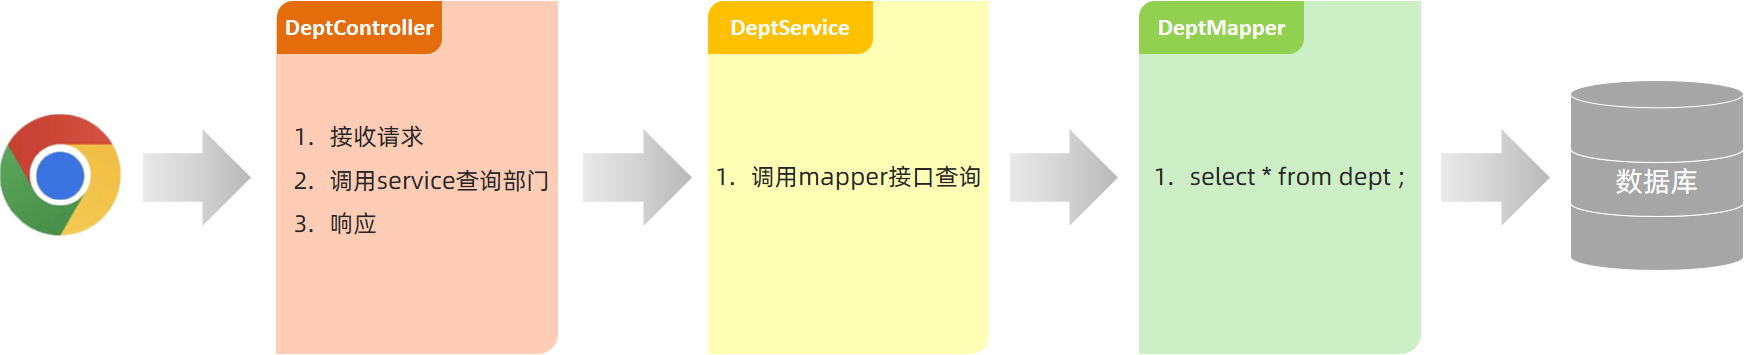 DeptController
1. 接收请求
2. 调用service查询部门
3. 响应
DeptService
1. 调用mapper接口查询
DeptMapper
1. select * from dept ;
数据库